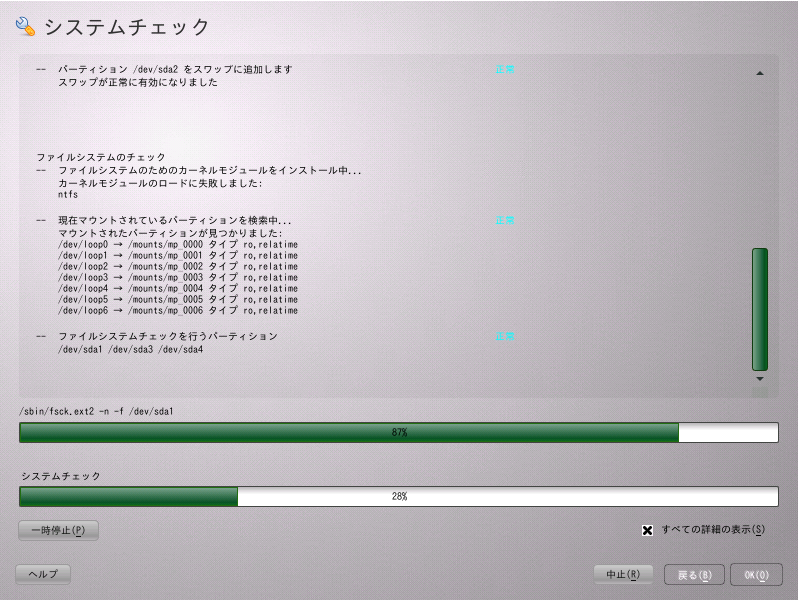 システムチェック
-- パーティション /dev/sda2 をスワップに追加します 正常
スワップが正常に有効になりました
ファイルシステムのチェック
-- ファイルシステムのためのカーネルモジュールをインストール中...
カーネルモジュールのロードに失敗しました:
ntfs
-- 現在マウントされているパーティションを検索中... 正常
マウントされたパーティションが見つかりました:
/dev/loop0 → /mounts/mp_0000 タイプ ro,relatime
/dev/loop1 → /mounts/mp_0001 タイプ ro,relatime
/dev/loop2 → /mounts/mp_0002 タイプ ro,relatime
/dev/loop3 → /mounts/mp_0003 タイプ ro,relatime
/dev/loop4 → /mounts/mp_0004 タイプ ro,relatime
/dev/loop5 → /mounts/mp_0005 タイプ ro,relatime
/dev/loop6 → /mounts/mp_0006 タイプ ro,relatime
-- ファイルシステムチェックを行うパーティション 正常
/dev/sda1 /dev/sda3 /dev/sda4
/sbin/fsck.ext2 -n -f /dev/sda1
87%
システムチェック
28%
一時停止(P) すべての詳細の表示(S)
ヘルプ 中止(R) 戻る(B) OK(O)